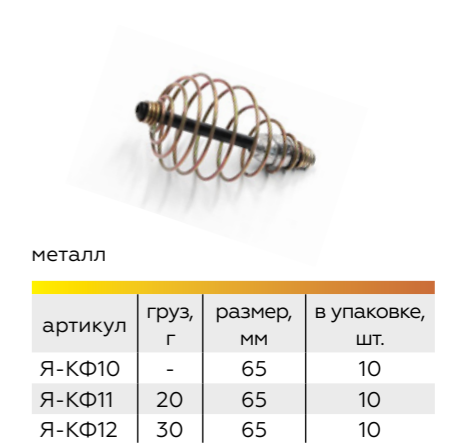 металл
артикул груз, г размер, мм в упаковке, шт.
Я-КФ10 - 65 10
Я-КФ11 20 65 10
Я-КФ12 30 65 10